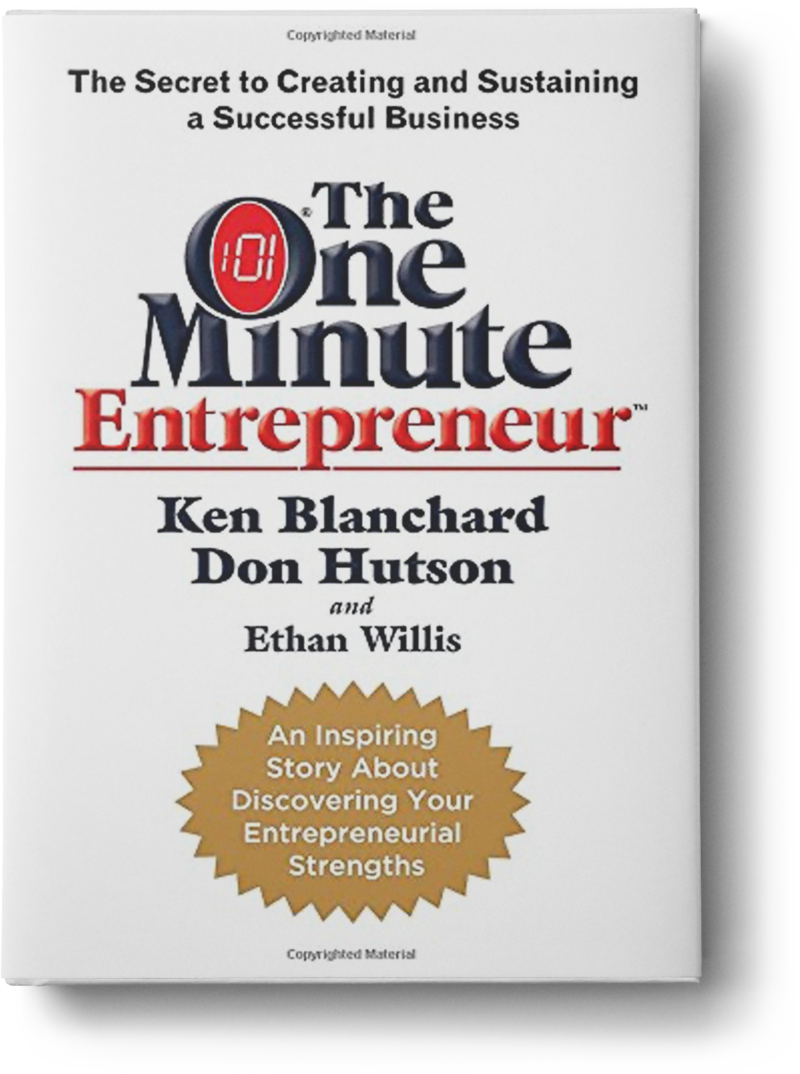 Copyrighted Material
The Secret to Creating and Sustaining
a Successful Business
The
®
101
One
Minute
Entrepreneur™
Ken Blanchard
Don Hutson
and
Ethan Willis
An Inspiring
Story About
Discovering Your
Entrepreneurial
Strengths
Copyrighted Material